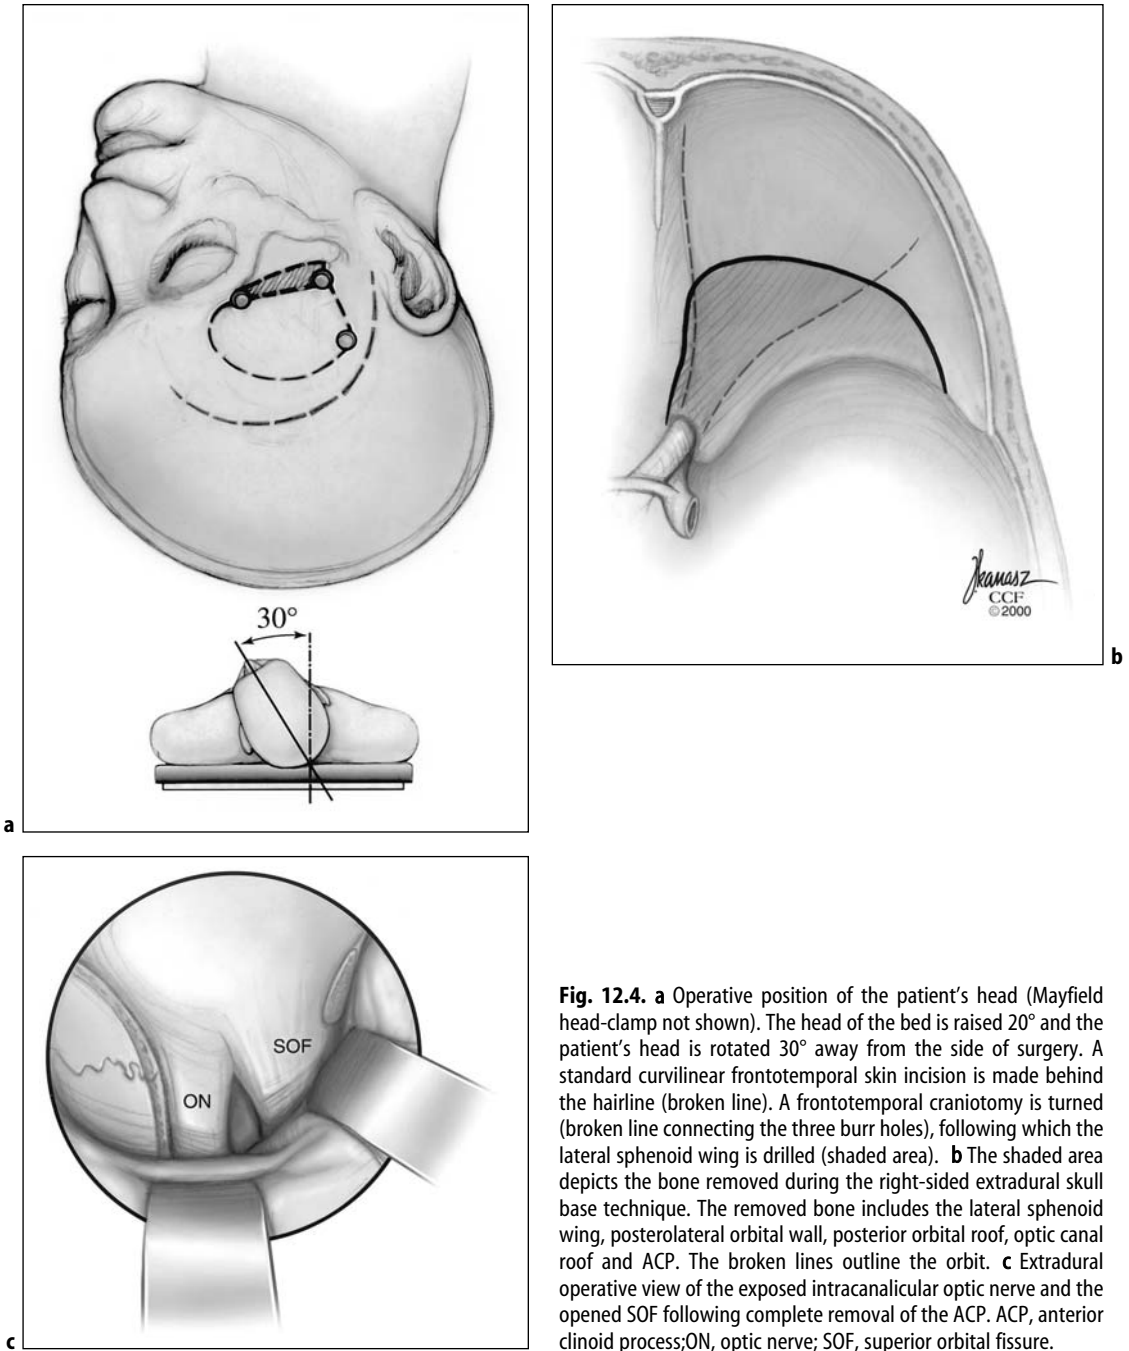 30°
a
Jkanasz
CCF
©2000
b
SOF
ON
c
Fig. 12.4. a Operative position of the patient's head (Mayfield
head-clamp not shown). The head of the bed is raised 20° and the
patient's head is rotated 30° away from the side of surgery. A
standard curvilinear frontotemporal skin incision is made behind
the hairline (broken line). A frontotemporal craniotomy is turned
(broken line connecting the three burr holes), following which the
lateral sphenoid wing is drilled (shaded area). b The shaded area
depicts the bone removed during the right-sided extradural skull
base technique. The removed bone includes the lateral sphenoid
wing, posterolateral orbital wall, posterior orbital roof, optic canal
roof and ACP. The broken lines outline the orbit. c Extradural
operative view of the exposed intracanalicular optic nerve and the
opened SOF following complete removal of the ACP. ACP, anterior
clinoid process;ON, optic nerve; SOF, superior orbital fissure.